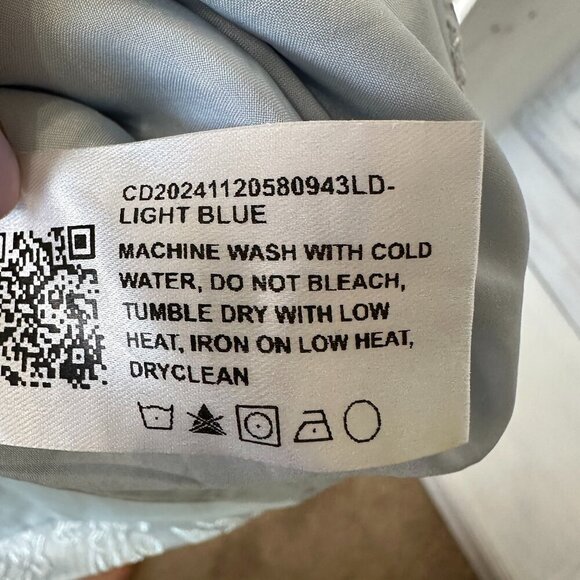 CD20241120580943LD-
LIGHT BLUE
MACHINE WASH WITH COLD
WATER, DO NOT BLEACH,
TUMBLE DRY WITH LOW
HEAT, IRON ON LOW HEAT,
DRYCLEAN